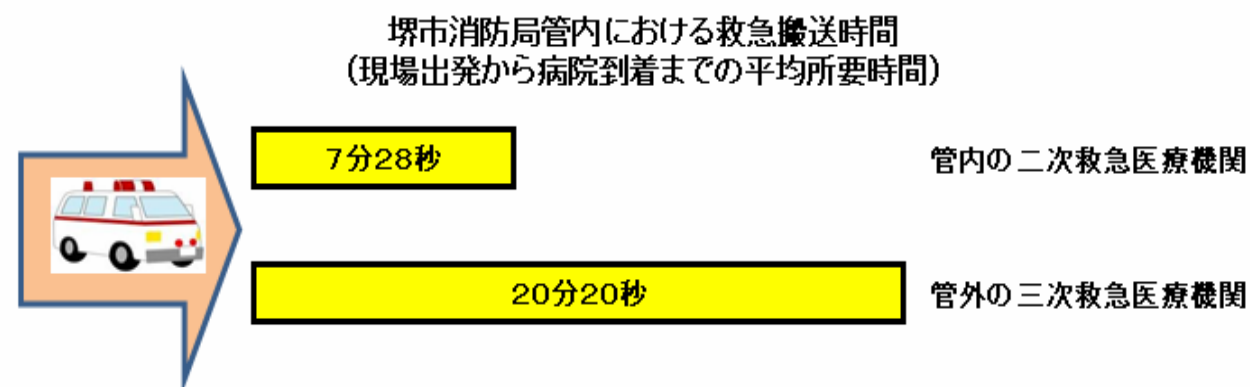 堺市消防局管内における救急搬送時間
(現場出発から病院到着までの平均所要時間)
7分28秒
管内の二次救急医療機関
20分20秒
管外の三次救急医療機関